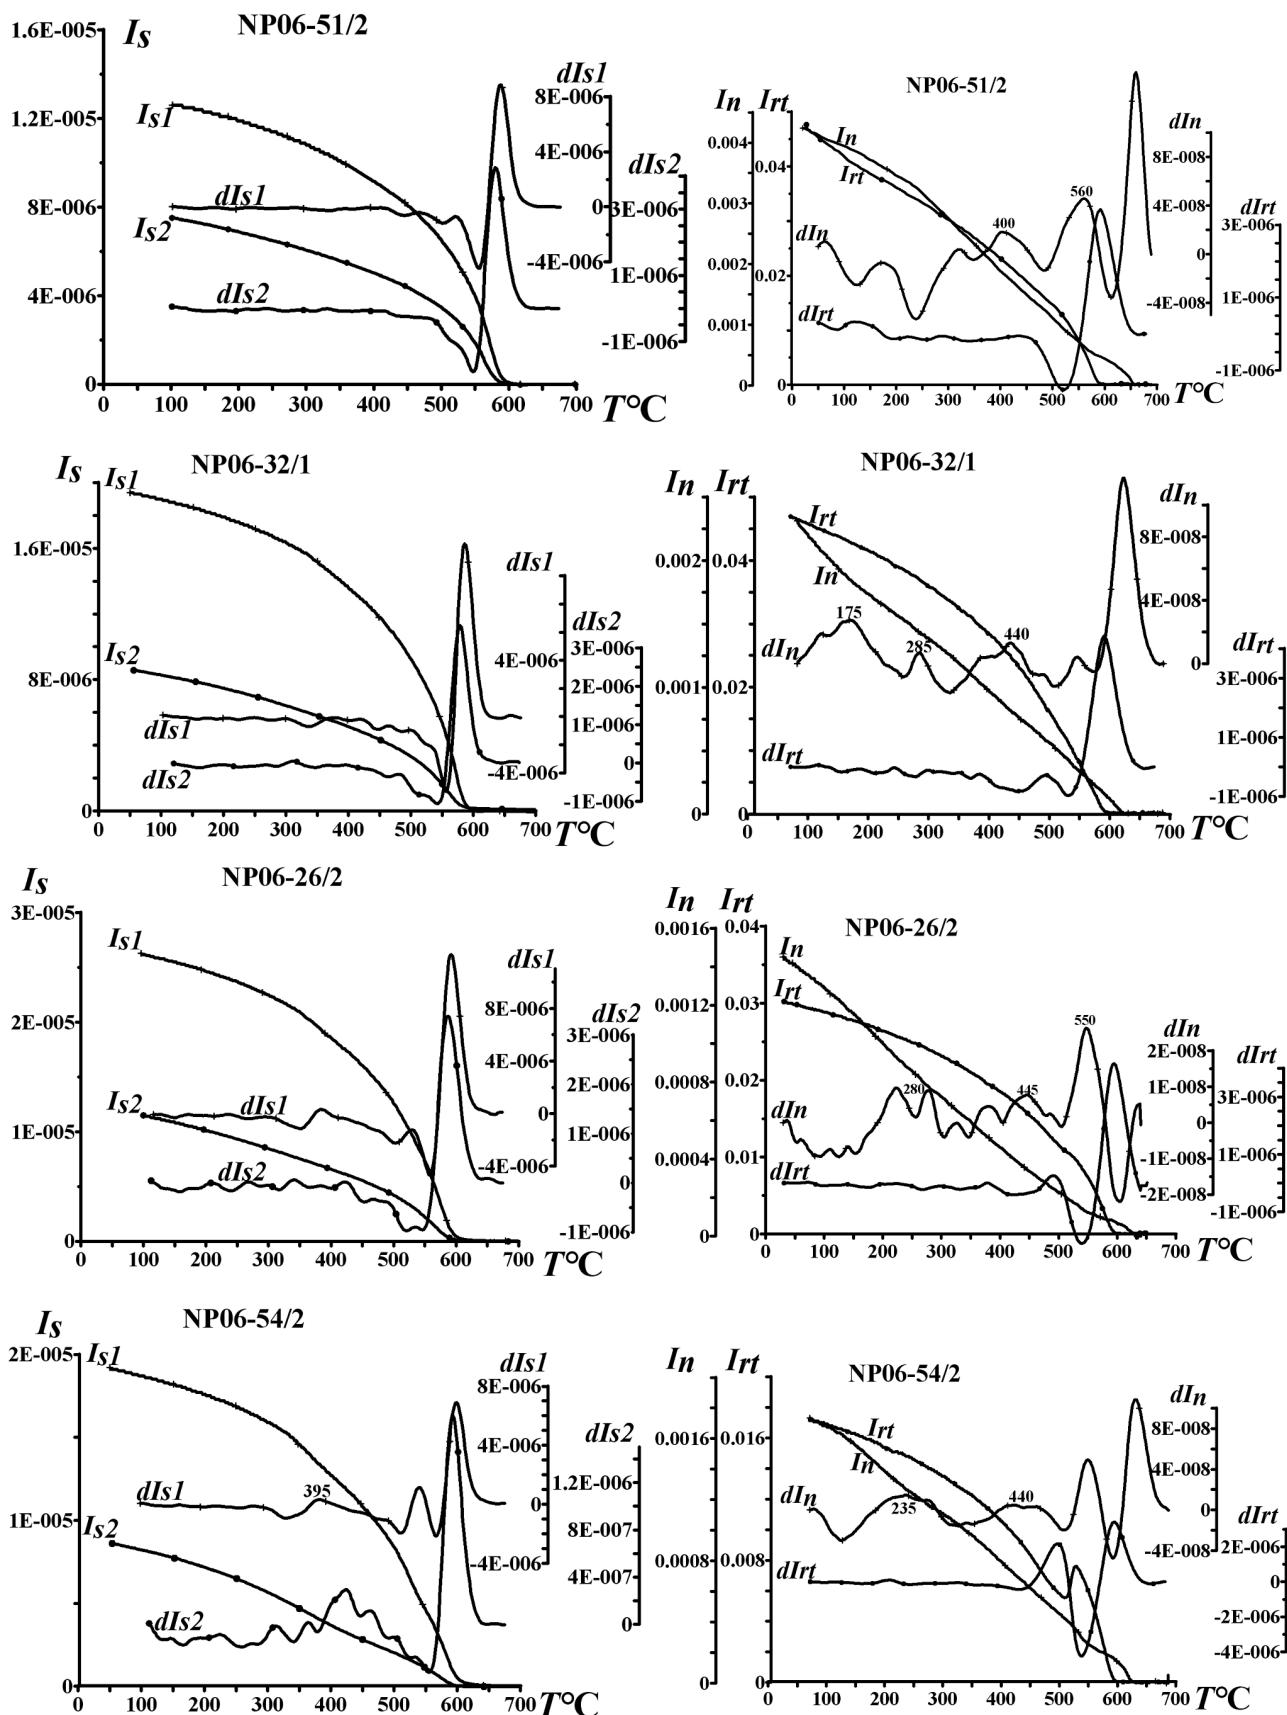 NP06-51/2
Is
1.6E-005
1.2E-005
8E-006
4E-006
0
Is1
Is2
dIs1
dIs2
dIs1
8E-006
4E-006
0
-4E-006
dIs2
3E-006
1E-006
-1E-006
0 100 200 300 400 500 600 700 T°C
NP06-51/2
In Irt
0.004
0.003
0.002
0.001
0
0.04
0.02
0
In
Irt
dIn
dIrt
400
560
dIn
8E-008
4E-008
0
-4E-008
dIrt
3E-006
1E-006
-1E-006
0 100 200 300 400 500 600 700 T°C
NP06-32/1
Is
1.6E-005
8E-006
0
Is1
Is2
dIs1
dIs2
dIs1
4E-006
-4E-006
dIs2
3E-006
2E-006
1E-006
0
-1E-006
0 100 200 300 400 500 600 700 T°C
NP06-32/1
In Irt
0.002
0.001
0
0.04
0.02
0
Irt
In
dIn
dIrt
175
285
440
dIn
8E-008
4E-008
0
dIrt
3E-006
1E-006
-1E-006
0 100 200 300 400 500 600 700 T°C
NP06-26/2
Is
3E-005
2E-005
1E-005
0
Is1
Is2
dIs1
dIs2
dIs1
8E-006
4E-006
0
-4E-006
dIs2
3E-006
2E-006
1E-006
0
-1E-006
0 100 200 300 400 500 600 700 T°C
NP06-26/2
In Irt
0.0016
0.0012
0.0008
0.0004
0
0.04
0.03
0.02
0.01
0
In
Irt
dIn
dIrt
280
445
550
dIn
2E-008
1E-008
0
-1E-008
-2E-008
dIrt
3E-006
1E-006
-1E-006
0 100 200 300 400 500 600 700 T°C
NP06-54/2
Is
2E-005
1E-005
0
Is1
Is2
dIs1
dIs2
395
dIs1
8E-006
4E-006
0
-4E-006
dIs2
1.2E-006
8E-007
4E-007
0
0 100 200 300 400 500 600 700 T°C
NP06-54/2
In Irt
0.0016
0.0008
0
0.016
0.008
0
Irt
In
dIn
dIrt
235
440
dIn
8E-008
4E-008
0
-4E-008
dIrt
2E-006
0
-2E-006
-4E-006
0 100 200 300 400 500 600 700 T°C